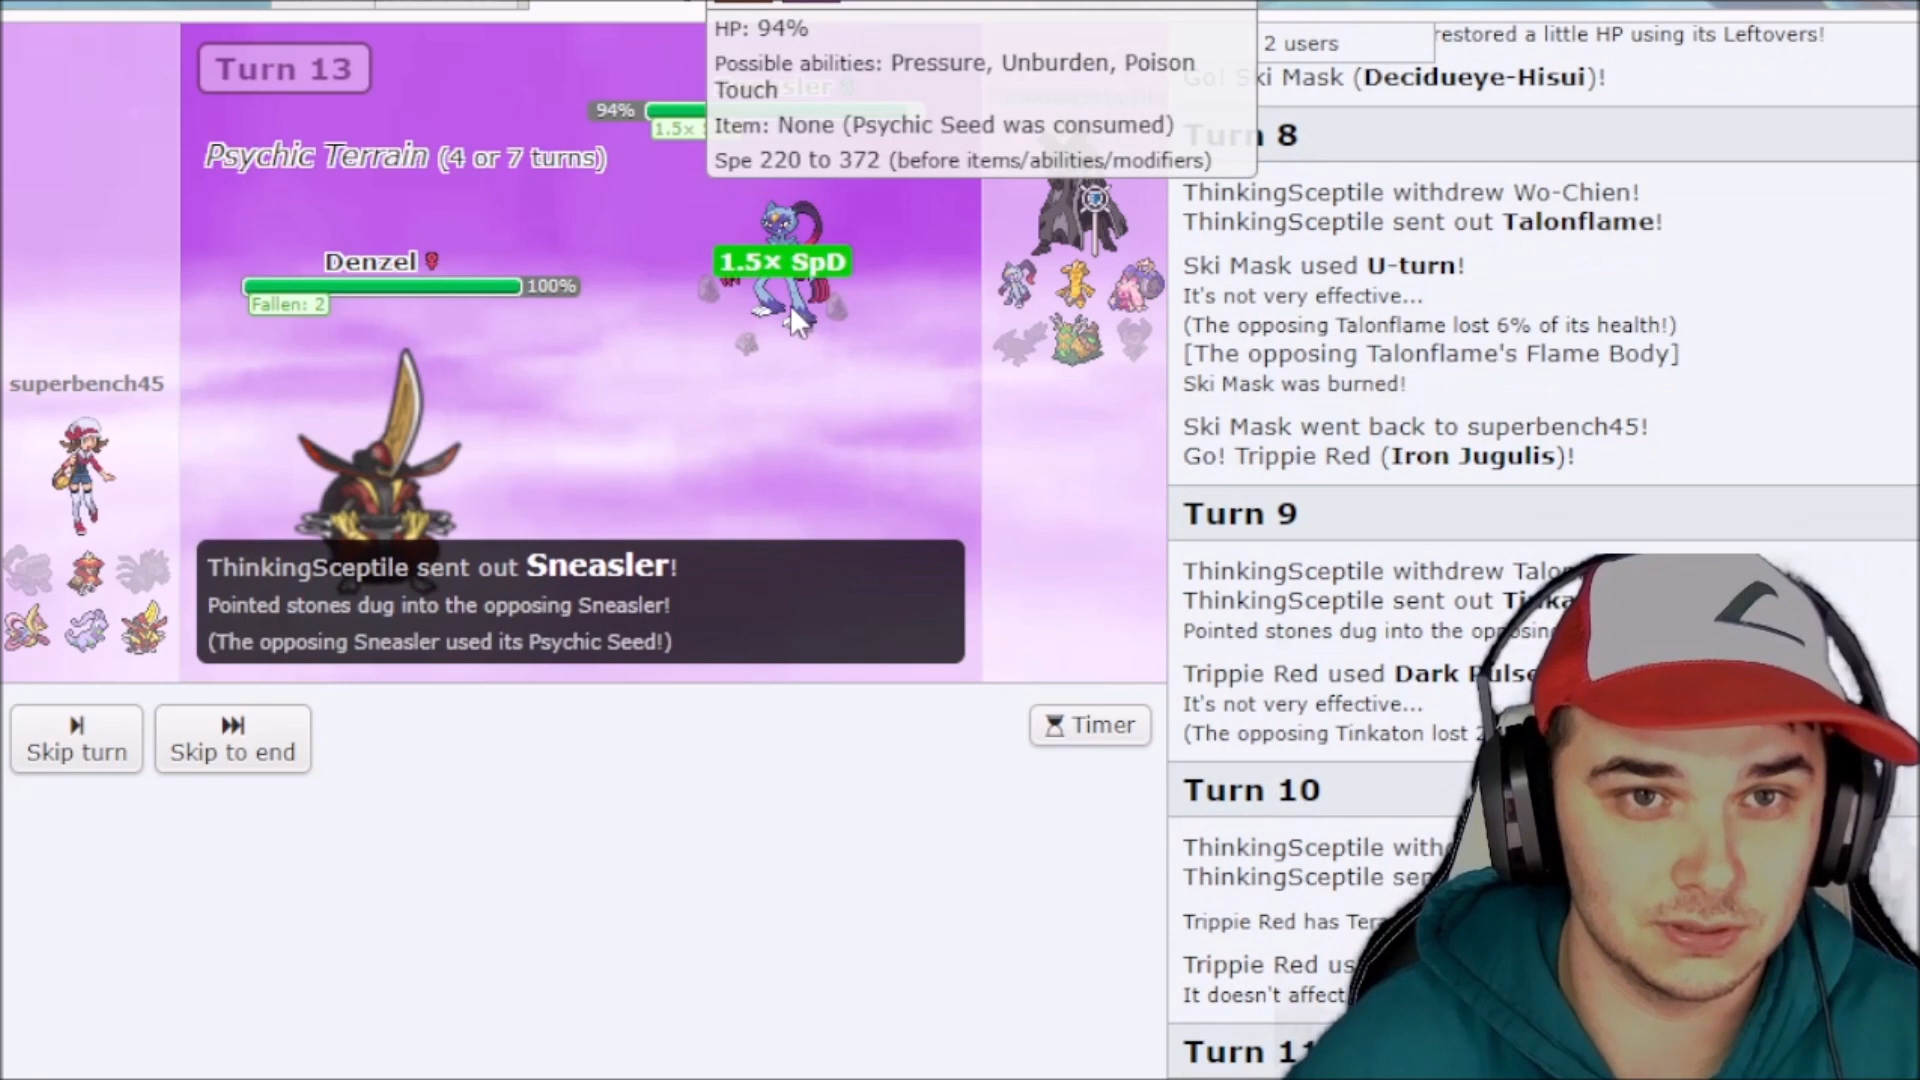 Turn 13
Psychic Terrain (4 or 7 turns)
94%
1.5x
HP: 94%
Possible abilities: Pressure, Unburden, Poison
Touch
Item: None (Psychic Seed was consumed)
Spe 220 to 372 (before items/abilities/modifiers)
1.5× SpD
Denzel
100%
Fallen: 2
superbench45
ThinkingSceptile sent out Sneasler!
Pointed stones dug into the opposing Sneasler!
(The opposing Sneasler used its Psychic Seed!)
Skip turn
Skip to end
Timer
2 users
restored a little HP using its Leftovers!
Go! Ski Mask (Decidueye-Hisui)!
Turn 8
ThinkingSceptile withdrew Wo-Chien!
ThinkingSceptile sent out Talonflame!
Ski Mask used U-turn!
It's not very effective...
(The opposing Talonflame lost 6% of its health!)
[The opposing Talonflame's Flame Body]
Ski Mask was burned!
Ski Mask went back to superbench45!
Go! Trippie Red (Iron Jugulis)!
Turn 9
ThinkingSceptile withdrew
ThinkingSceptile sent out
Pointed stones dug into the
Trippie Red used Dark Pulse
It's not very effective...
(The opposing Tinkaton lost
Turn 10
ThinkingSceptile
ThinkingSceptile
Trippie Red has
Trippie Red
It doesn't affect
Turn 11